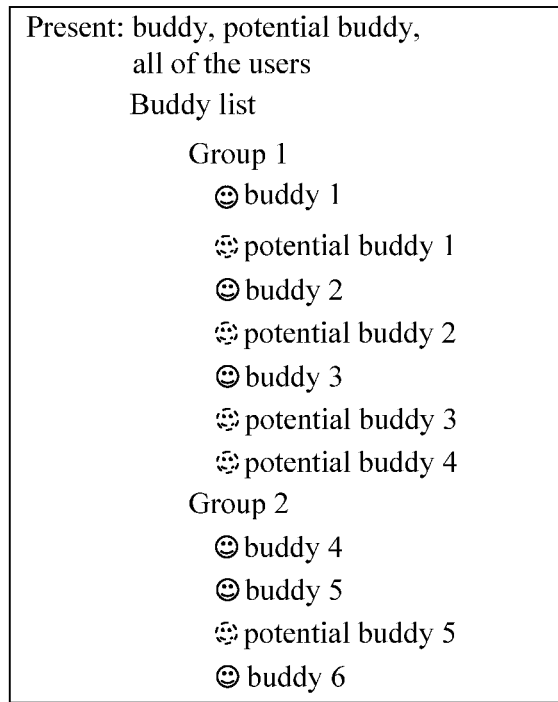 Present: buddy, potential buddy,
all of the users
Buddy list
Group 1
buddy 1
potential buddy 1
buddy 2
potential buddy 2
buddy 3
potential buddy 3
potential buddy 4
Group 2
buddy 4
buddy 5
potential buddy 5
buddy 6